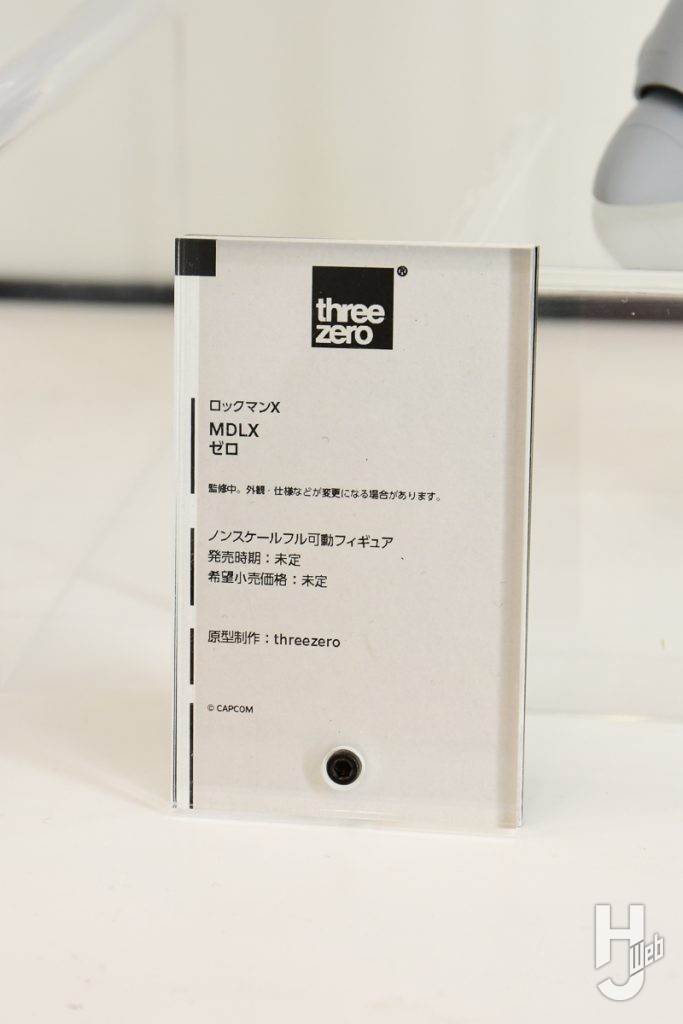 three
zero
®
ロックマンX
MDLX
ゼロ
監修中。外観・仕様などが変更になる場合があります。
ノンスケールフル可動フィギュア
発売時期：未定
希望小売価格：未定
原型制作：threezero
© CAPCOM
HJ Web